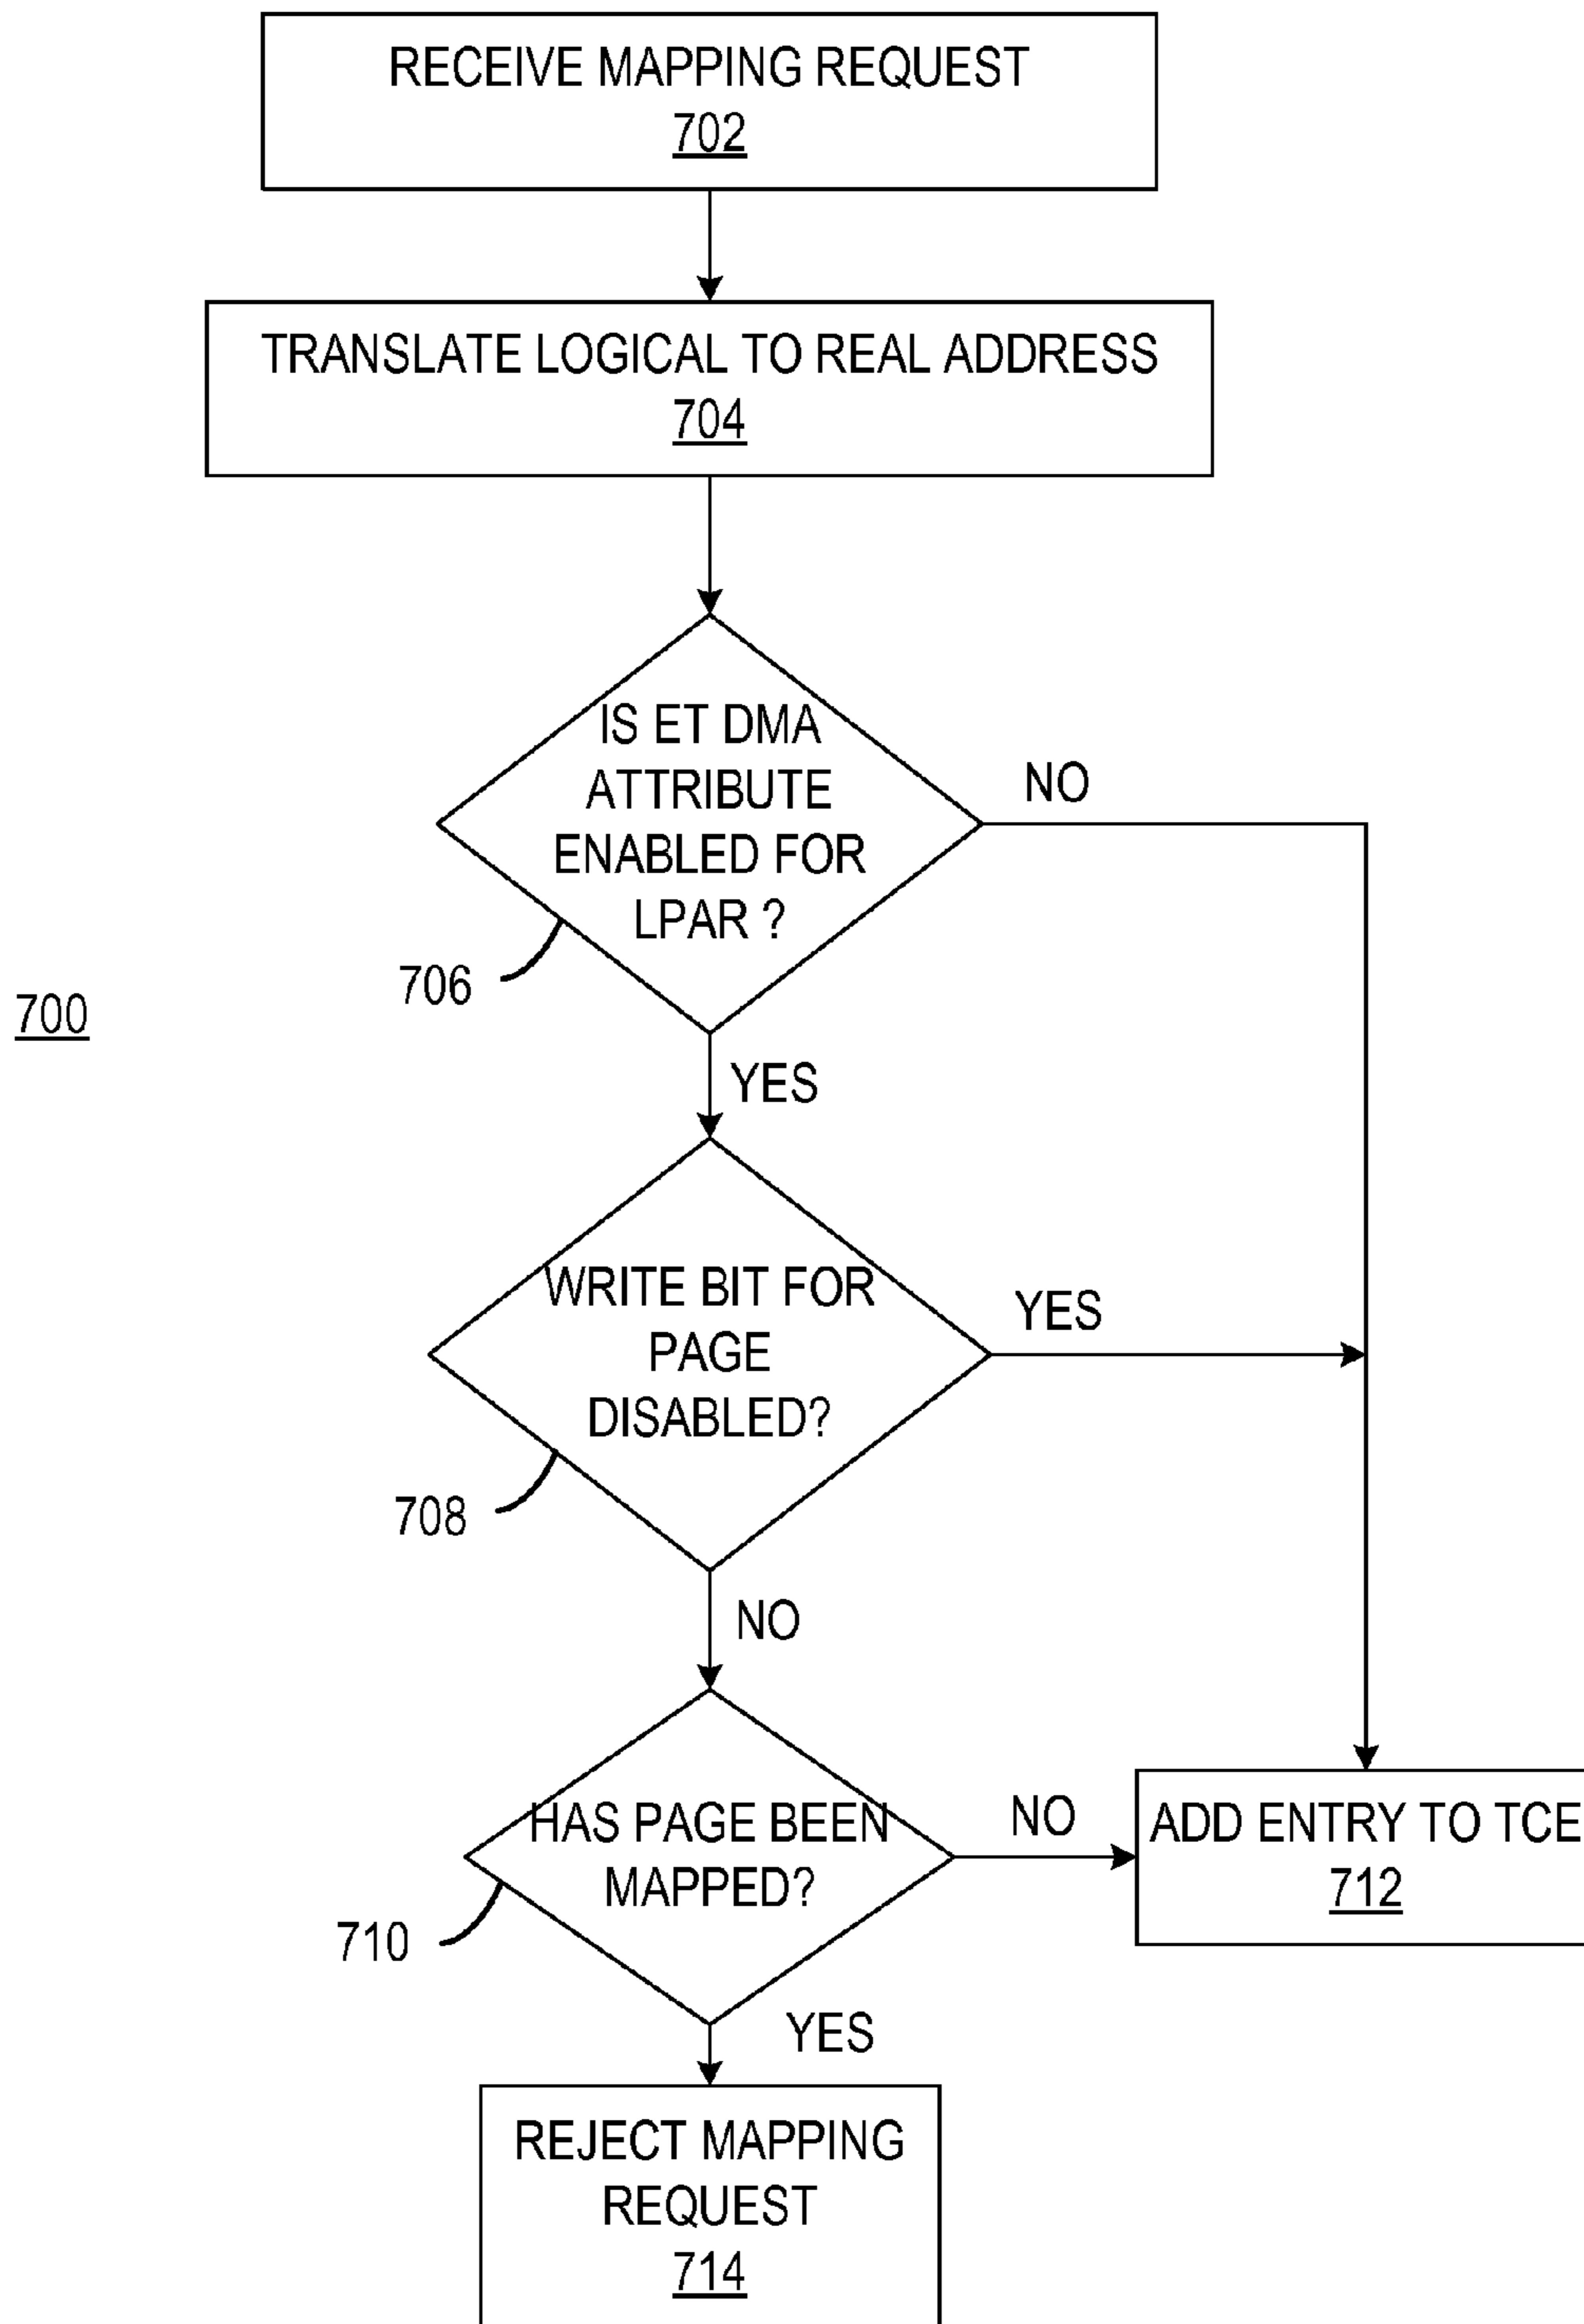 RECEIVE MAPPING REQUEST
702
TRANSLATE LOGICAL TO REAL ADDRESS
704
IS ET DMA
ATTRIBUTE
ENABLED FOR
LPAR ?
NO
706
700
YES
WRITE BIT FOR
PAGE
DISABLED?
YES
708
NO
HAS PAGE BEEN
MAPPED?
NO
ADD ENTRY TO TCE
712
710
YES
REJECT MAPPING
REQUEST
714